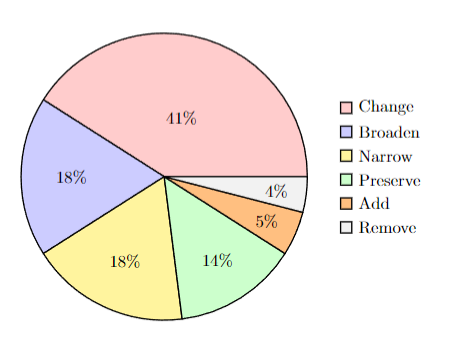 41%
18%
18%
14%
5%
4%
Change
Broaden
Narrow
Preserve
Add
Remove